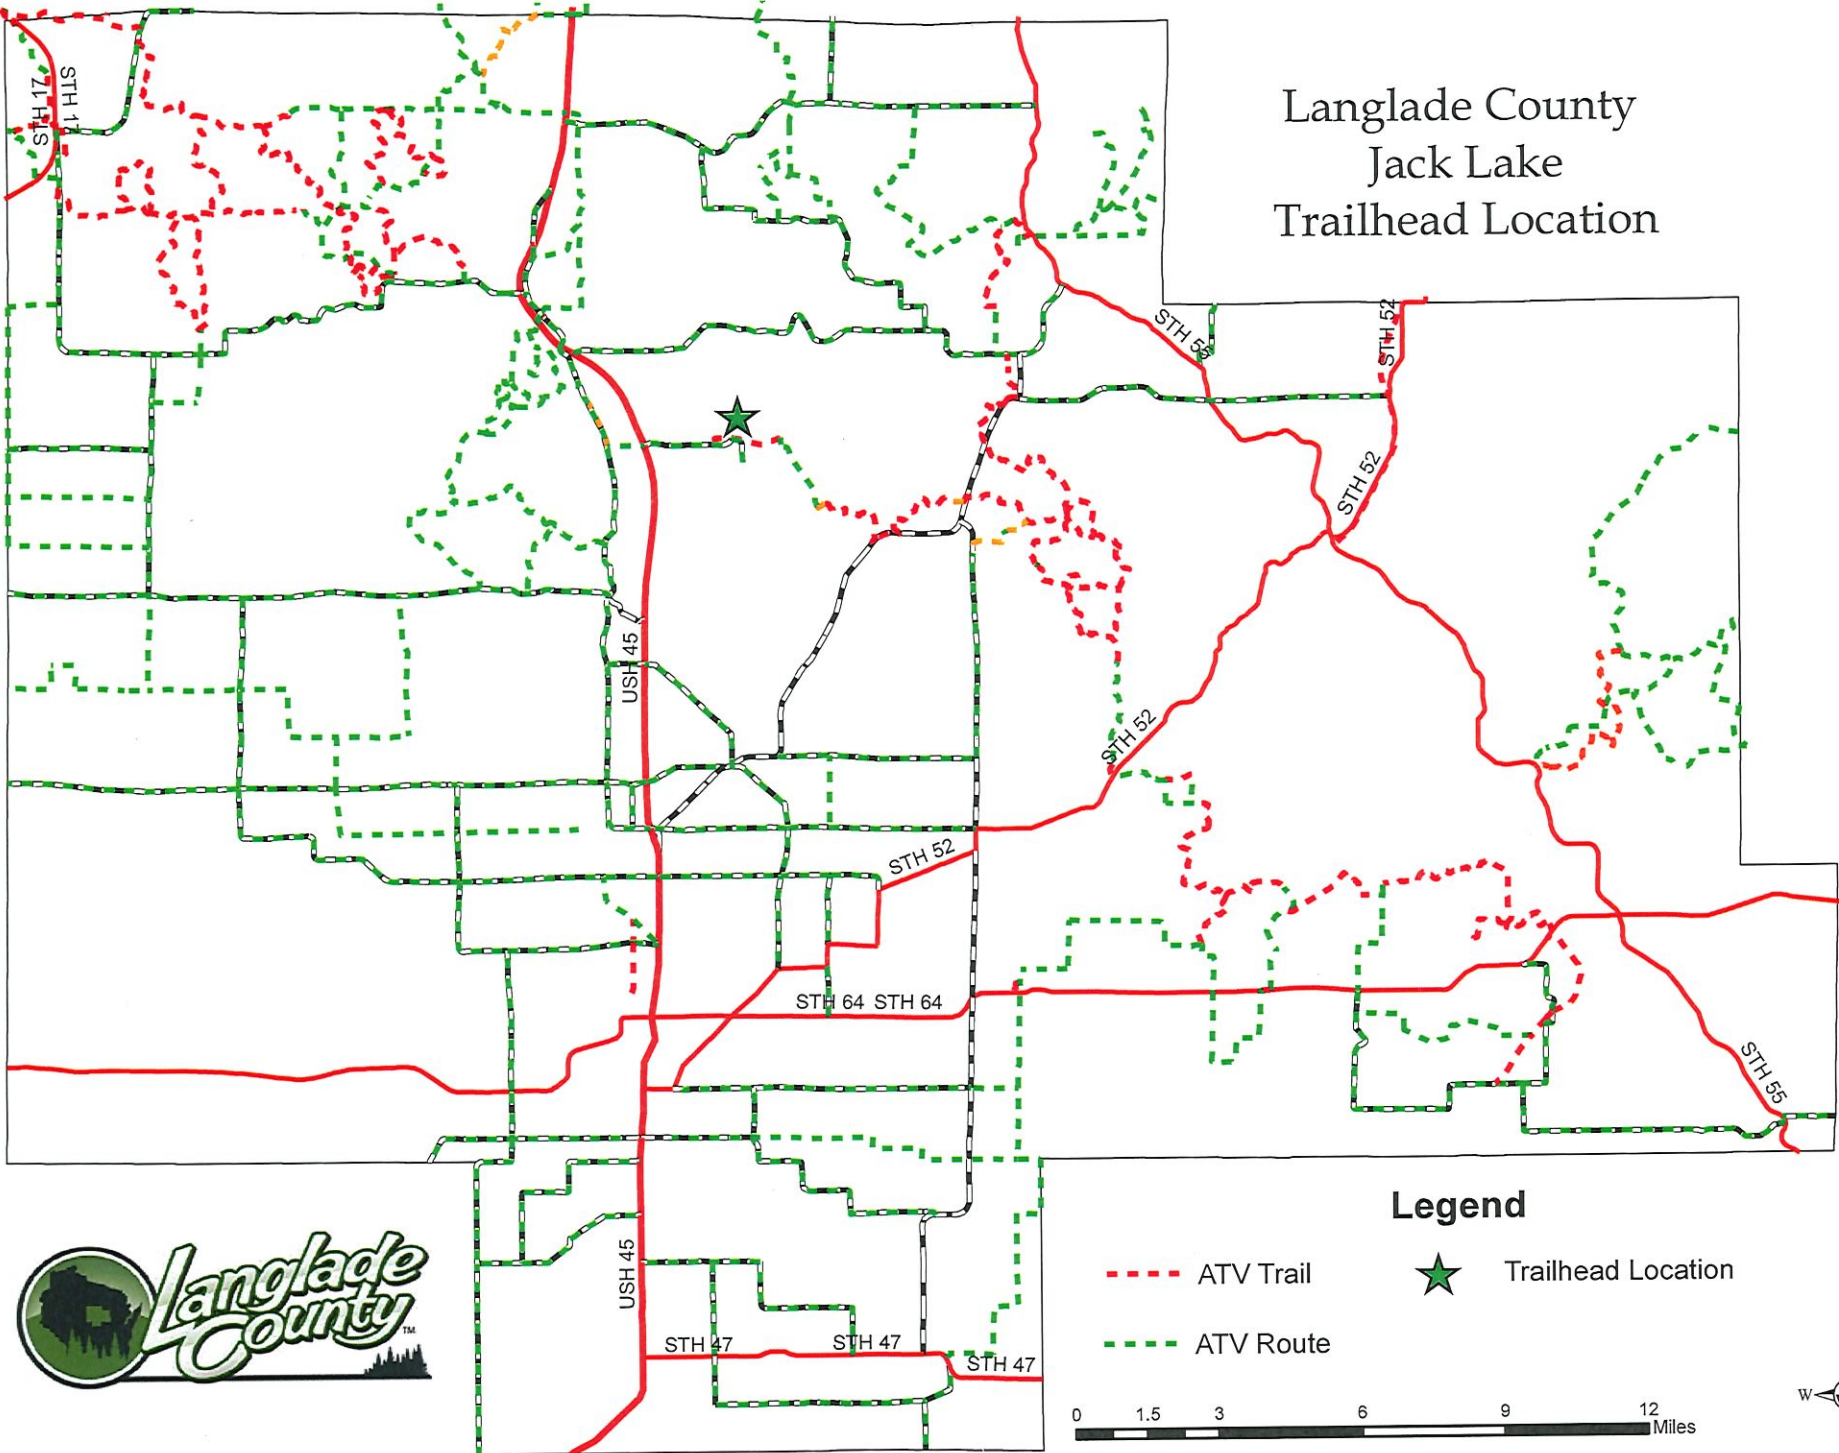 Langlade County
Jack Lake
Trailhead Location
STH 17
STH 17
STH 55
STH 52
STH 52
USH 45
STH 52
STH 52
STH 64 STH 64
STH 55
USH 45
STH 47
STH 47
STH 47
Legend
ATV Trail
Trailhead Location
ATV Route
Langlade
County
TM
W
0 1.5 3 6 9 12
Miles